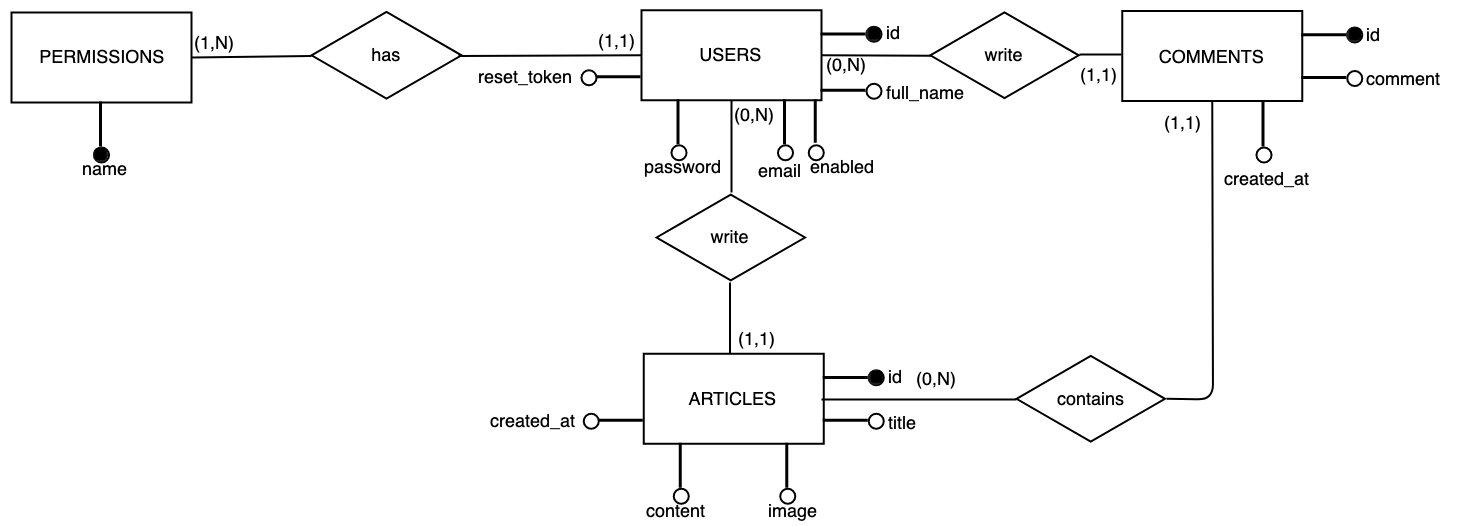 PERMISSIONS
(1,N)
has
(1,1)
USERS
id
(0,N)
write
(1,1)
COMMENTS
id
reset_token
full_name
comment
(0,N)
(1,1)
password
email
enabled
name
created_at
write
(1,1)
ARTICLES
id
(0,N)
contains
created_at
title
content
image